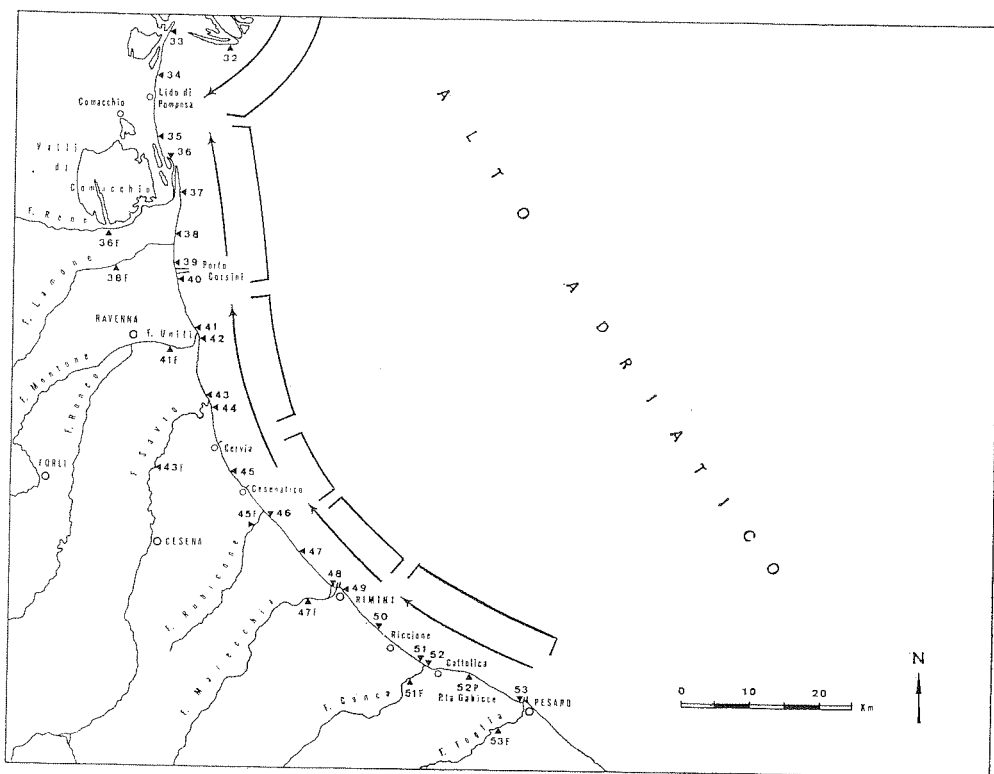 33
32
34
Lido di
Pomposa
Comacchio
35
36
Valli
di
Comacchio
37
F. Reno
36F
38
39
Porto
Corsini
40
F. Lamone
38F
RAVENNA
F. Uniti
41
42
41F
F. Montone
F. Ronco
43
44
F. Savio
Cervia
FORLI
43F
45
Cesenatico
45F
46
CESENA
47
F. Rubicone
48
49
RIMINI
47F
50
F. Marecchia
Riccione
51
52
Cattolica
51F
52P
P.ta Gabicce
F. Conca
53
PESARO
F. Foglia
53F
ALTO ADRIATICO
N
0 10 20
Km